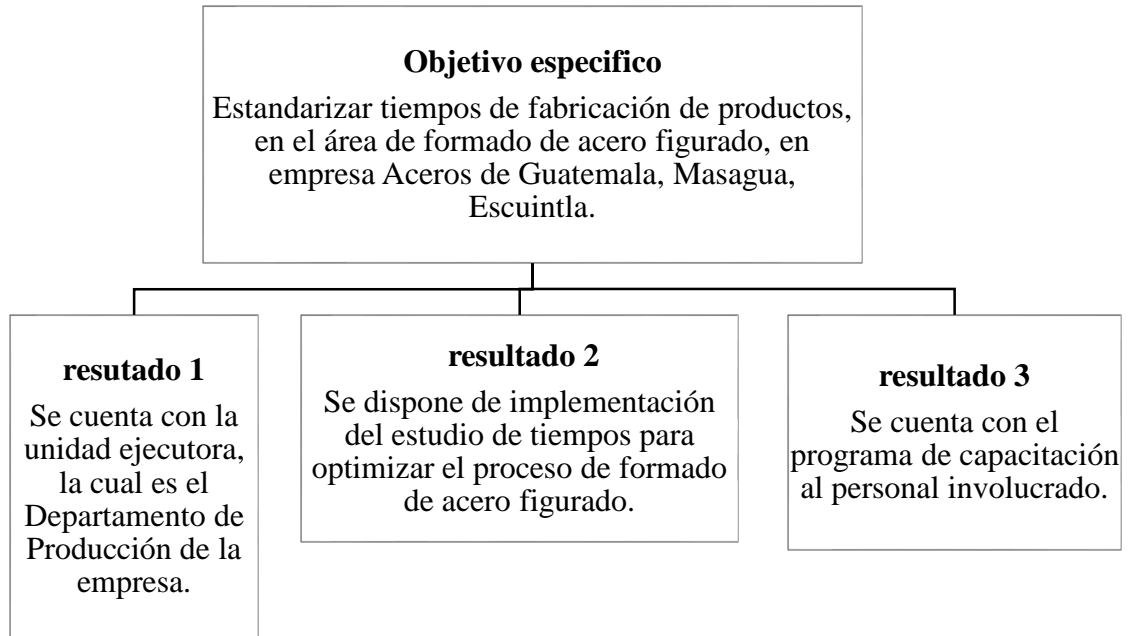 Objetivo especifico
Estandarizar tiempos de fabricación de productos,
en el área de formado de acero figurado, en
empresa Aceros de Guatemala, Masagua,
Escuintla.
resutado 1
Se cuenta con la
unidad ejecutora,
la cual es el
Departamento de
Producción de la
empresa.
resultado 2
Se dispone de implementación
del estudio de tiempos para
optimizar el proceso de formado
de acero figurado.
resultado 3
Se cuenta con el
programa de capacitación
al personal involucrado.